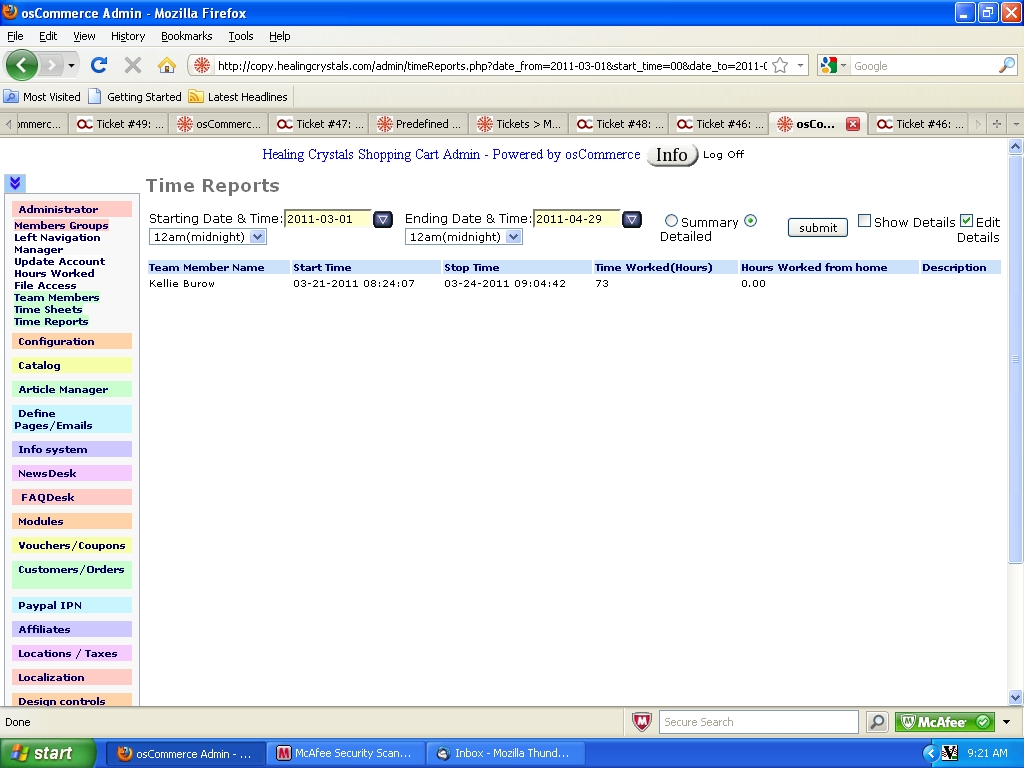 osCommerce Admin - Mozilla Firefox
File Edit View History Bookmarks Tools Help
http://copy.healingcrystals.com/admin/timeReports.php?date_from=2011-03-01&start_time=00&date_to=2011-0
Google
Most Visited Getting Started Latest Headlines
ommerc... Ticket #49: ... osCommerc... Ticket #47: ... Predefined ... Tickets > M... Ticket #48: ... Ticket #46: ... osCo... Ticket #46: ...
Healing Crystals Shopping Cart Admin - Powered by osCommerce Info Log Off
Time Reports
Starting Date & Time: 2011-03-01 Ending Date & Time: 2011-04-29 Summary
12am(midnight) 12am(midnight) Detailed submit Show Details Edit
Details
Team Member Name Start Time Stop Time Time Worked(Hours) Hours Worked from home Description
Kellie Burow 03-21-2011 08:24:07 03-24-2011 09:04:42 73 0.00
Administrator
Members Groups
Left Navigation
Manager
Update Account
Hours Worked
File Access
Team Members
Time Sheets
Time Reports
Configuration
Catalog
Article Manager
Define
Pages/Emails
Info system
NewsDesk
FAQDesk
Modules
Vouchers/Coupons
Customers/Orders
Paypal IPN
Affiliates
Locations / Taxes
Localization
Design controls
Done Secure Search McAfee
start osCommerce Admin - ... McAfee Security Scan... Inbox - Mozilla Thund... 9:21 AM